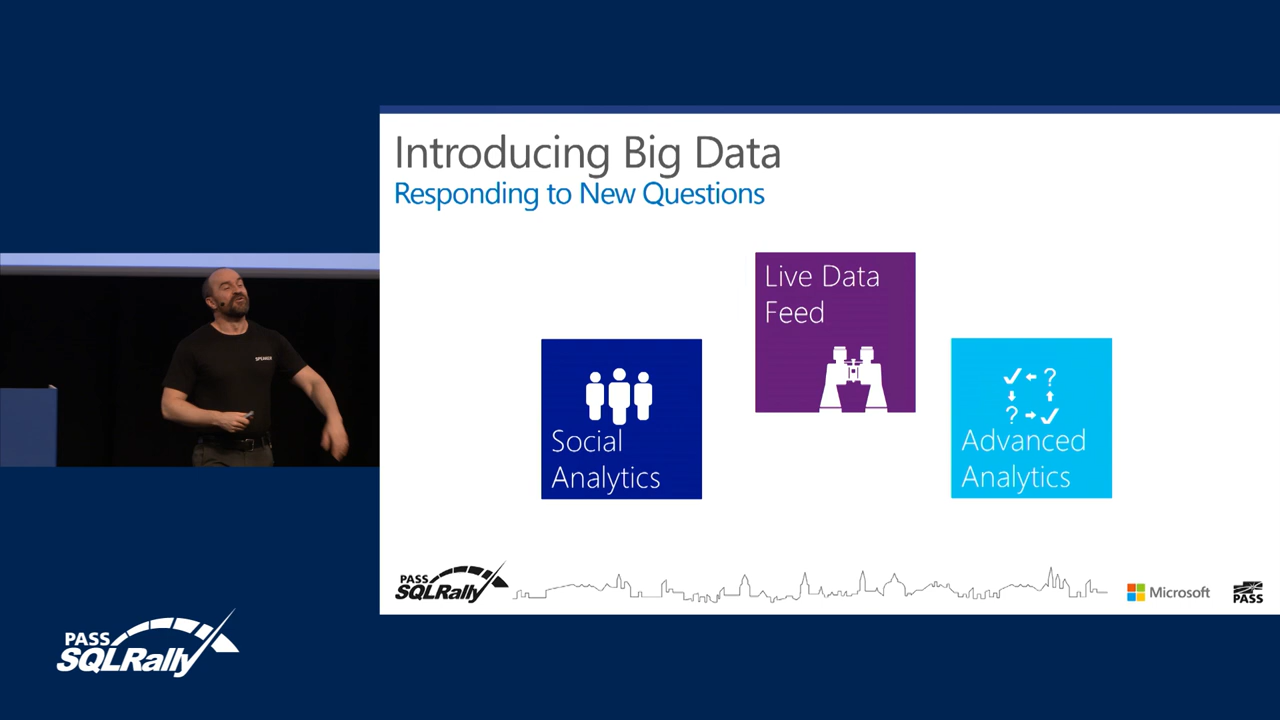 Introducing Big Data
Responding to New Questions
Live Data
Feed
Social
Analytics
? 
? 
Advanced
Analytics
SPEAKER
PASS
SQLRally
Microsoft
PASS
PASS
SQLRally